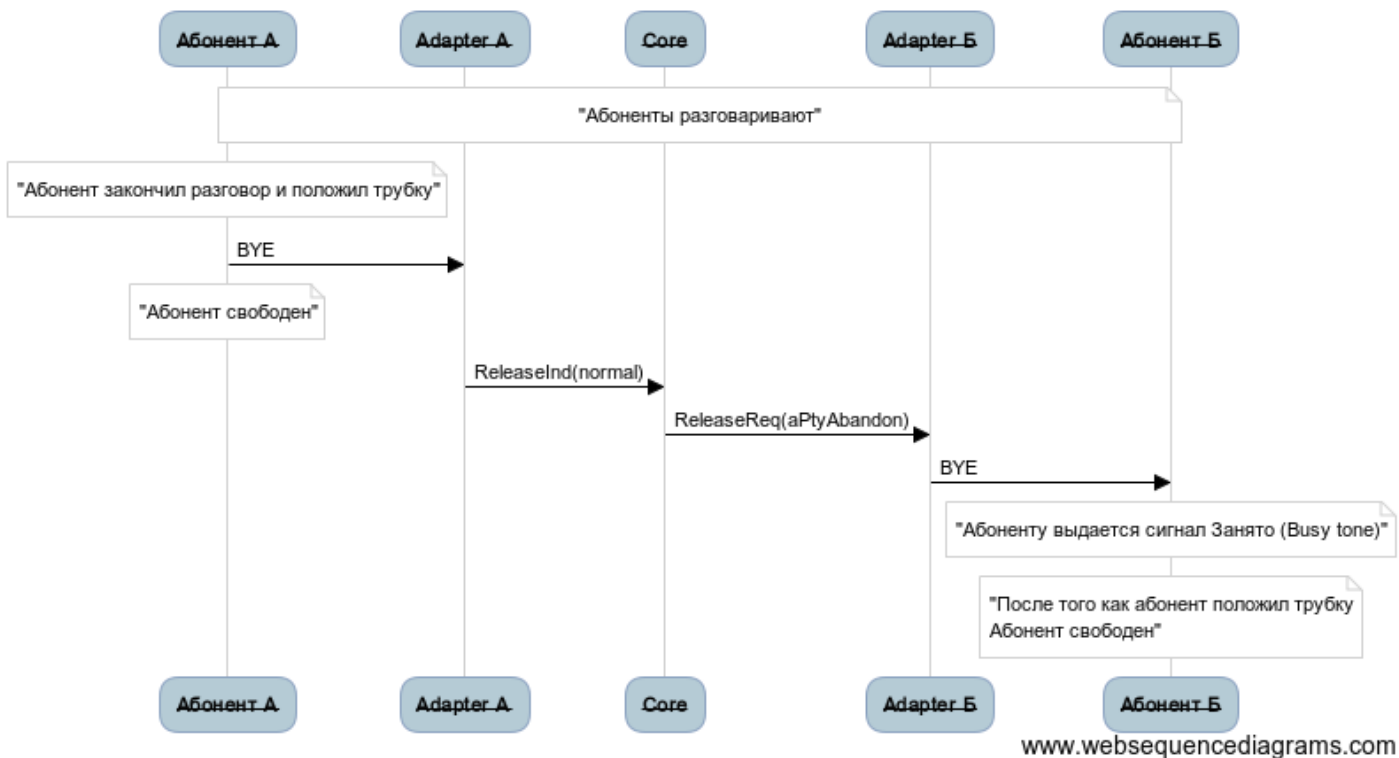 Абонент А Adapter А Core Adapter Б Абонент Б
"Абоненты разговаривают"
"Абонент закончил разговор и положил трубку"
BYE
"Абонент свободен"
ReleaseInd(normal)
ReleaseReq(aPtyAbandon)
BYE
"Абоненту выдается сигнал Занято (Busy tone)"
"После того как абонент положил трубку
Абонент свободен"
Абонент А Adapter А Core Adapter Б Абонент Б
www.websequencediagrams.com